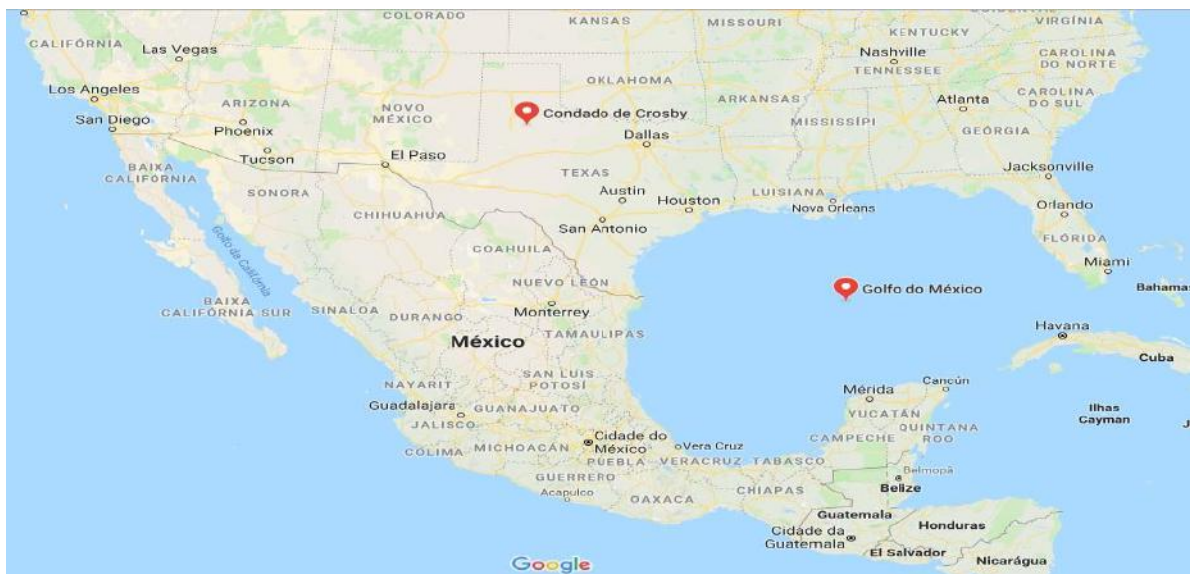 COLORADO
KANSAS
MISSOURI
VIRGÍNIA
CALIFÓRNIA
Las Vegas
KENTUCKY
Nashville
CAROLINA
DO NORTE
TENNESSEE
OKLAHOMA
Los Angeles
ARIZONA
NOVO
MÉXICO
ARKANSAS
Atlanta
CAROLINA
DO SUL
Condado de Crosby
San Diego
Phoenix
MISSISSÍPI
GEÓRGIA
Dallas
Tucson
El Paso
BAIXA
CALIFÓRNIA
TEXAS
Jacksonville
SONORA
Austin
Houston
LUISIANA
Nova Orleans
Orlando
CHIHUAHUA
San Antonio
FLÓRIDA
Golfo da Califórnia
COAHUILA
Miami
NUEVO LEÓN
Golfo do México
Bahamas
BAIXA
CALIFÓRNIA SUR
SINALOA
DURANGO
Monterrey
TAMAULIPAS
Havana
México
Cuba
SAN LUIS
POTOSÍ
NAYARIT
Mérida
Cancún
Guadalajara
GUANAJUATO
JALISCO
YUCATÁN
Ilhas
Cayman
QUINTANA
ROO
Cidade do
México
COLIMA
MICHOACÁN
Vera Cruz
CAMPECHE
PUEBLA
VERACRUZ
TABASCO
Belmopã
GUERRERO
Belize
Acapulco
OAXACA
CHIAPAS
Guatemala
Honduras
Cidade da
Guatemala
El Salvador
Nicarágua
Google